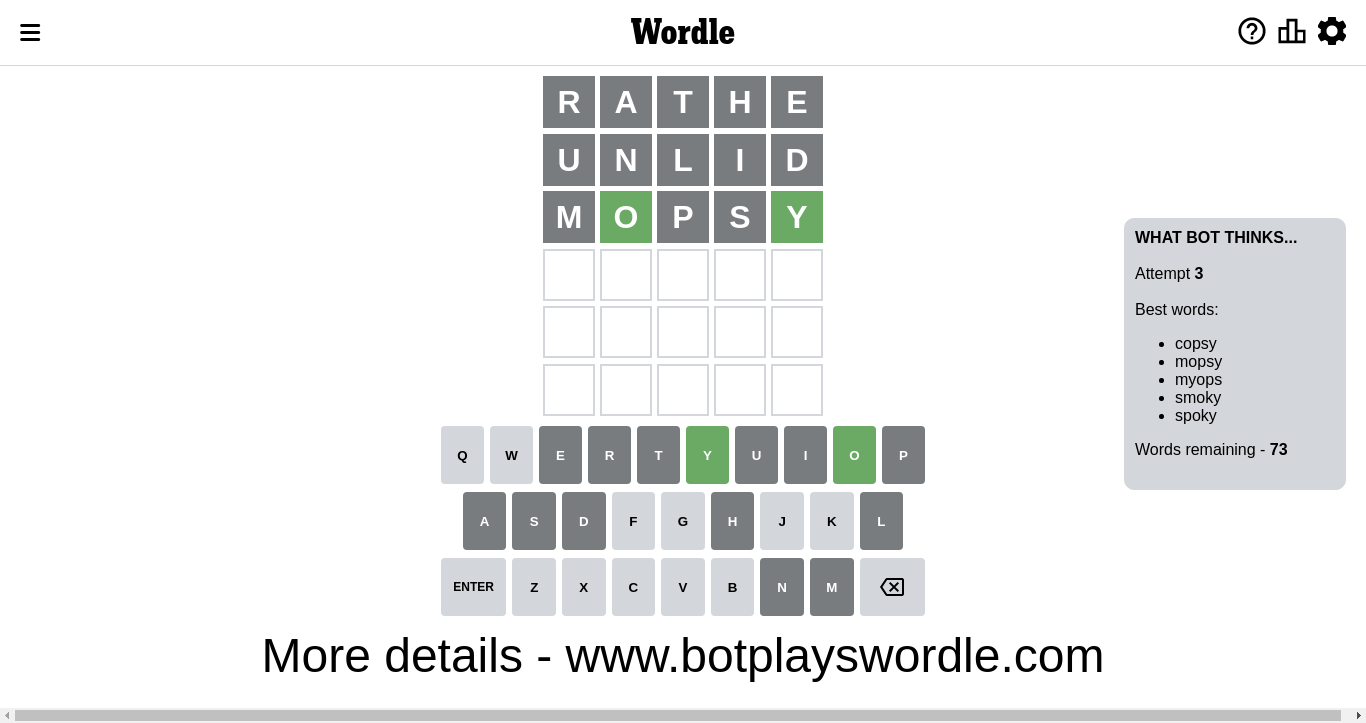 Wordle
R A T H E
U N L I D
M O P S Y
WHAT BOT THINKS...
Attempt 3
Best words:
• copsy
• mopsy
• myops
• smoky
• spoky
Words remaining - 73
Q W E R T Y U I O P
A S D F G H J K L
ENTER Z X C V B N M
More details - www.botplayswordle.com